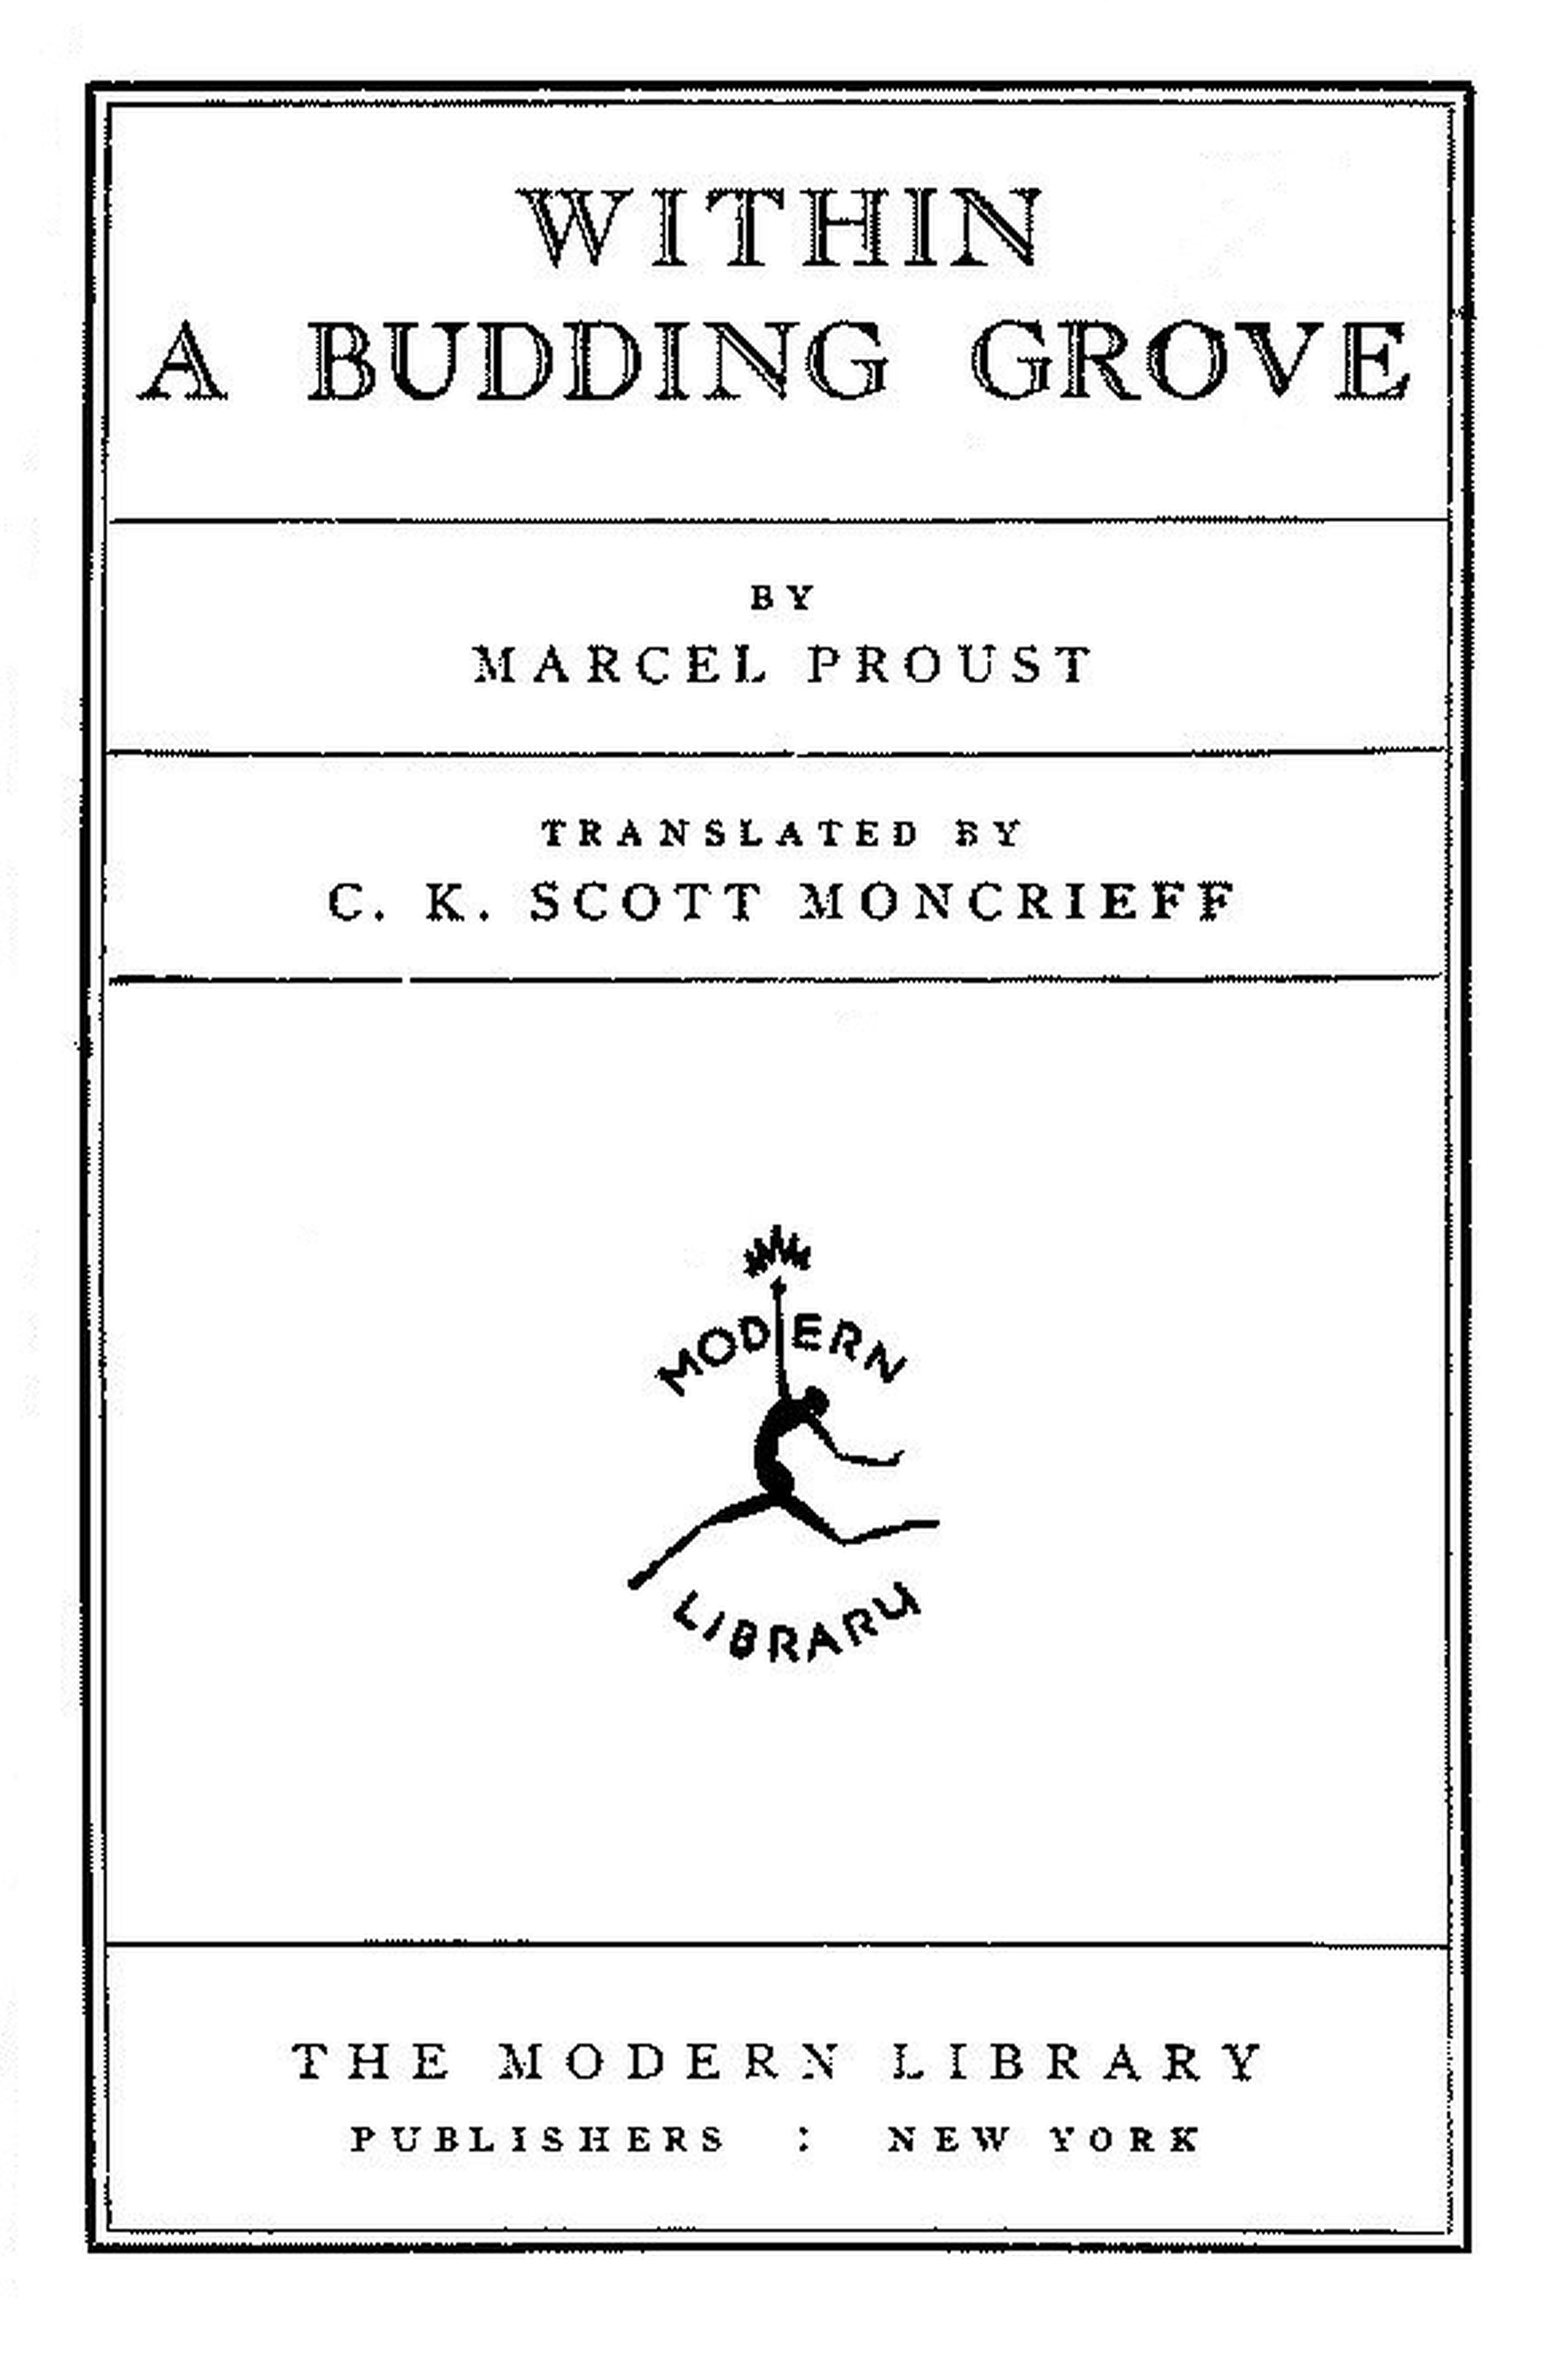 WITHIN
A BUDDING GROVE
BY
MARCEL PROUST
TRANSLATED BY
C. K. SCOTT MONCRIEFF
MODERN
LIBRARY
THE MODERN LIBRARY
PUBLISHERS : NEW YORK